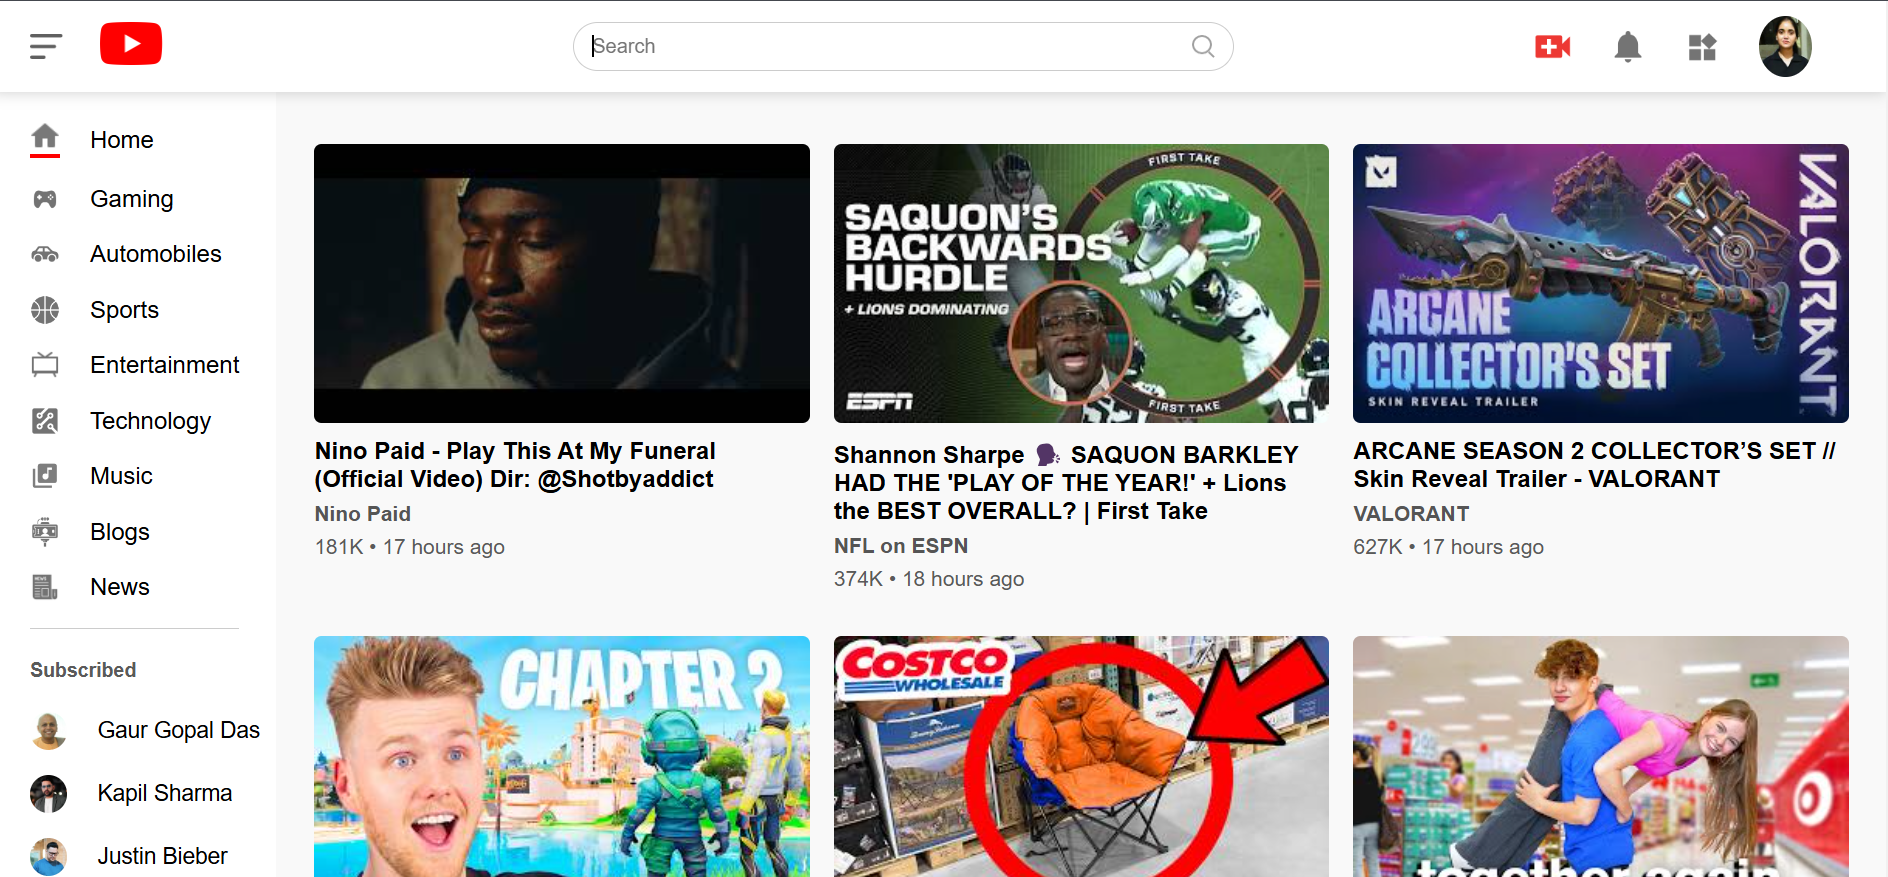 Search
Home
Gaming
Automobiles
Sports
Entertainment
Technology
Music
Blogs
News
Subscribed
Gaur Gopal Das
Kapil Sharma
Justin Bieber
FIRST TAKE
SAQUON'S
BACKWARDS
HURDLE
+ LIONS DOMINATING
ESPN
FIRST TAKE
VALORANT
ARCANE
COLLECTOR'S SET
SKIN REVEAL TRAILER
Nino Paid - Play This At My Funeral
(Official Video) Dir: @Shotbyaddict
Nino Paid
181K • 17 hours ago
Shannon Sharpe 🗣️ SAQUON BARKLEY
HAD THE 'PLAY OF THE YEAR!' + Lions
the BEST OVERALL? | First Take
NFL on ESPN
374K • 18 hours ago
ARCANE SEASON 2 COLLECTOR’S SET //
Skin Reveal Trailer - VALORANT
VALORANT
627K • 17 hours ago
CHAPTER 2
COSTCO
WHOLESALE
together again